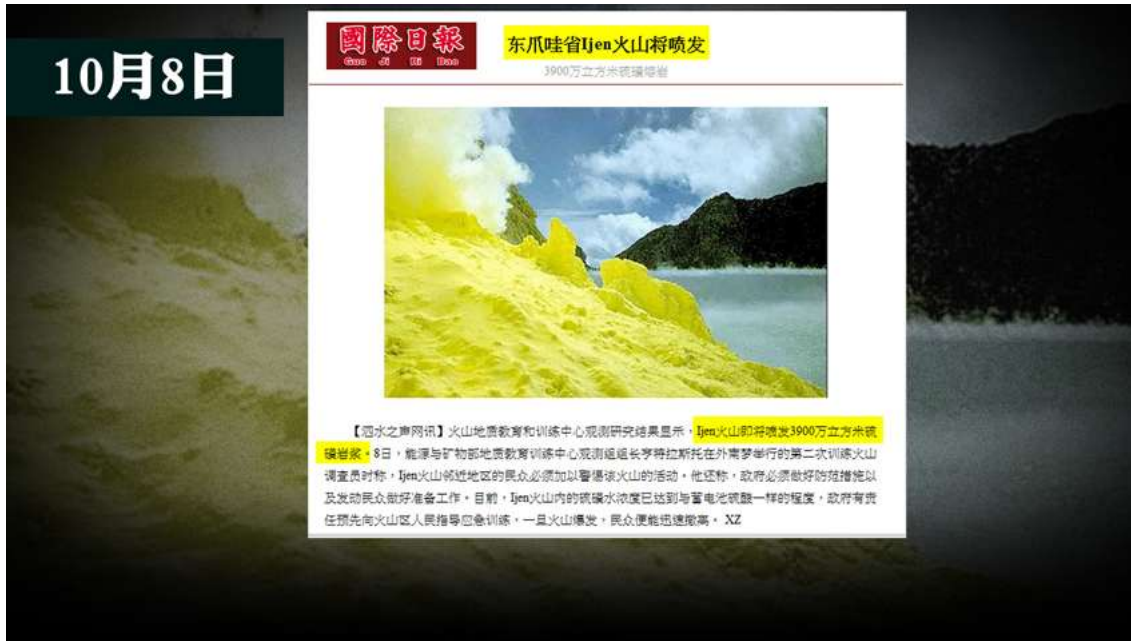 10月8日
國際日報
Guo Ji Ri Bao
东爪哇省Ijen火山将喷发
3900万立方米硫磺熔岩
【泗水之声网讯】火山地质教育和训练中心观测研究结果显示，Ijen火山即将喷发3900万立方米硫
磺岩浆。8日，能源与矿物部地质教育训练中心观测组组长亨特拉斯托在外南梦举行的第二次训练火山
调查员时称，Ijen火山邻近地区的民众必须加以警惕该火山的活动。他还称，政府必须做好防范措施以
及发动民众做好准备工作。目前，Ijen火山内的硫磺水浓度已达到与蓄电池硫酸一样的程度，政府有责
任预先向火山区人民指导应急训练，一旦火山爆发，民众便能迅速撤离。 XZ